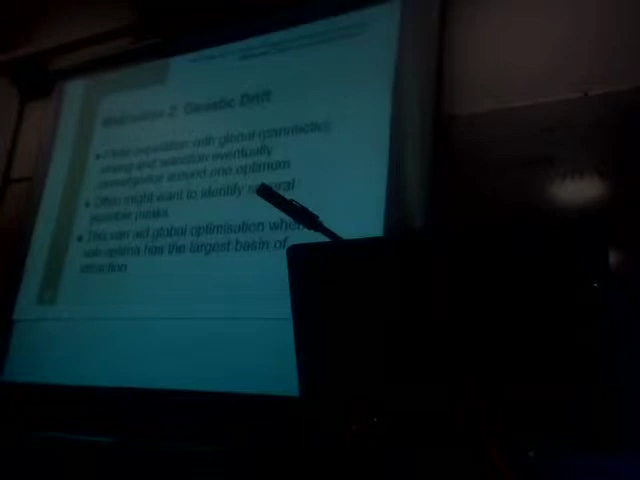 2: Genetic Drift
population with global (panmictic)
mixing and selection eventually
convergence around one optimum
Often might want to identify several
possible peaks
This can aid global optimisation when
sub-optima has the largest basin of
attraction